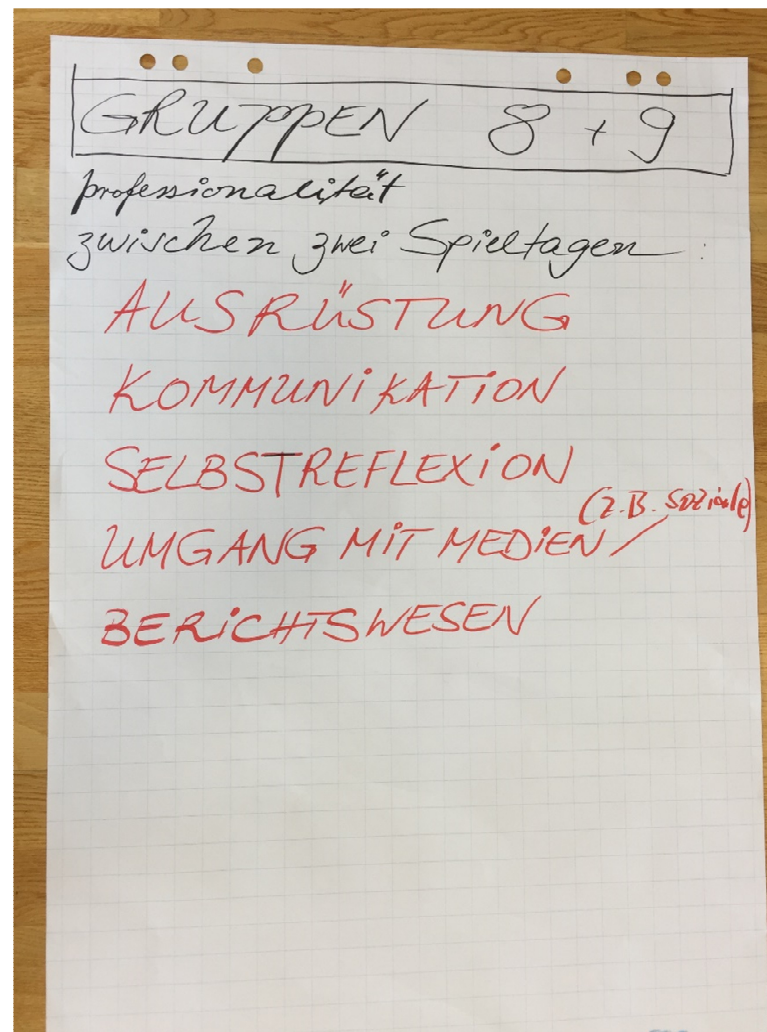 GRUPPEN 8 + 9
professionalität
zwischen zwei Spieltagen :
AUSRÜSTUNG
KOMMUNiKATiON
SELBSTREFLEXiON
(z.B. soziale)
UMGANG MiT MEDiEN /
BERiCHTSWESEN